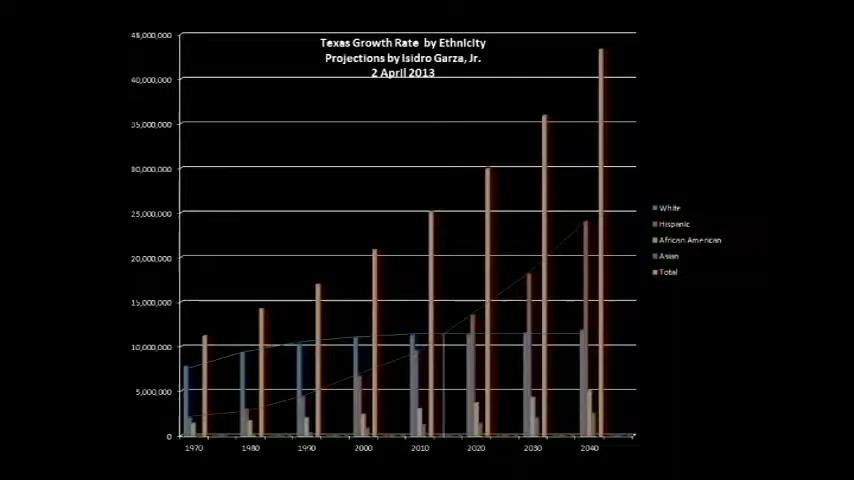 Texas Growth Rate by Ethnicity
Projections by Isidro Garza, Jr.
2 April 2013
45,000,000
40,000,000
35,000,000
30,000,000
25,000,000
20,000,000
15,000,000
10,000,000
5,000,000
0
1970 1980 1990 2000 2010 2020 2030 2040
White
Hispanic
African American
Asian
Total